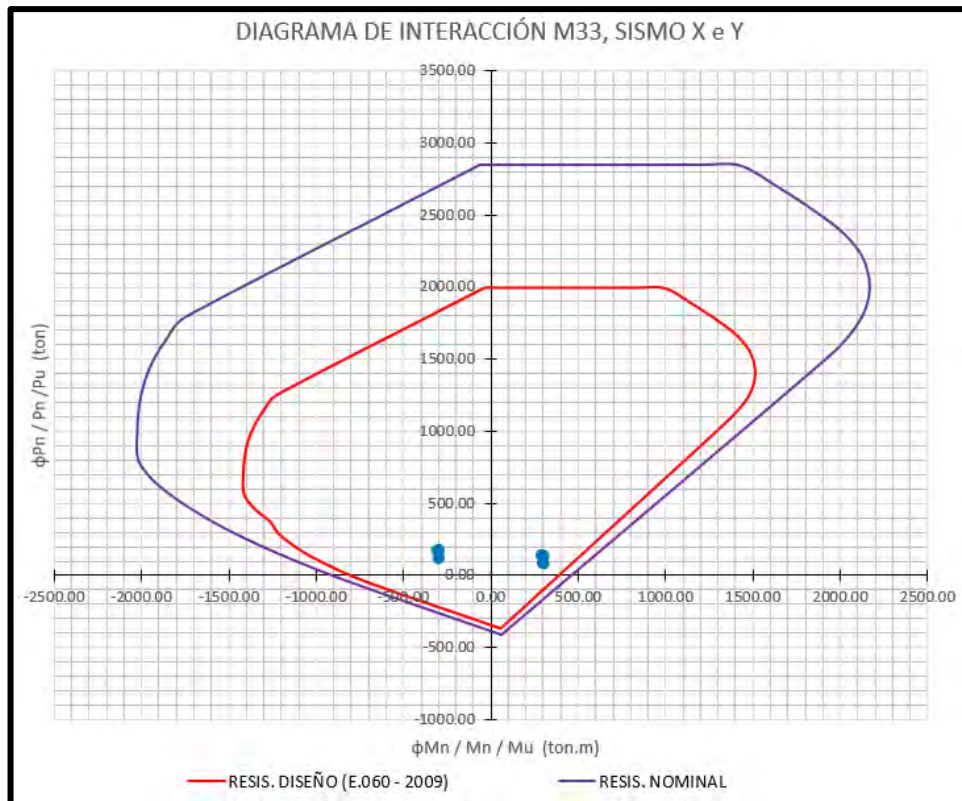 DIAGRAMA DE INTERACCIÓN M33, SISMO X e Y
3500.00
3000.00
2500.00
2000.00
1500.00
1000.00
500.00
0.00
-500.00
-1000.00
-2500.00 -2000.00 -1500.00 -1000.00 -500.00 0.00 500.00 1000.00 1500.00 2000.00 2500.00
ϕPn / Pn /Pu (ton)
ϕMn / Mn / Mu (ton.m)
RESIS. DISEÑO (E.060 - 2009) RESIS. NOMINAL